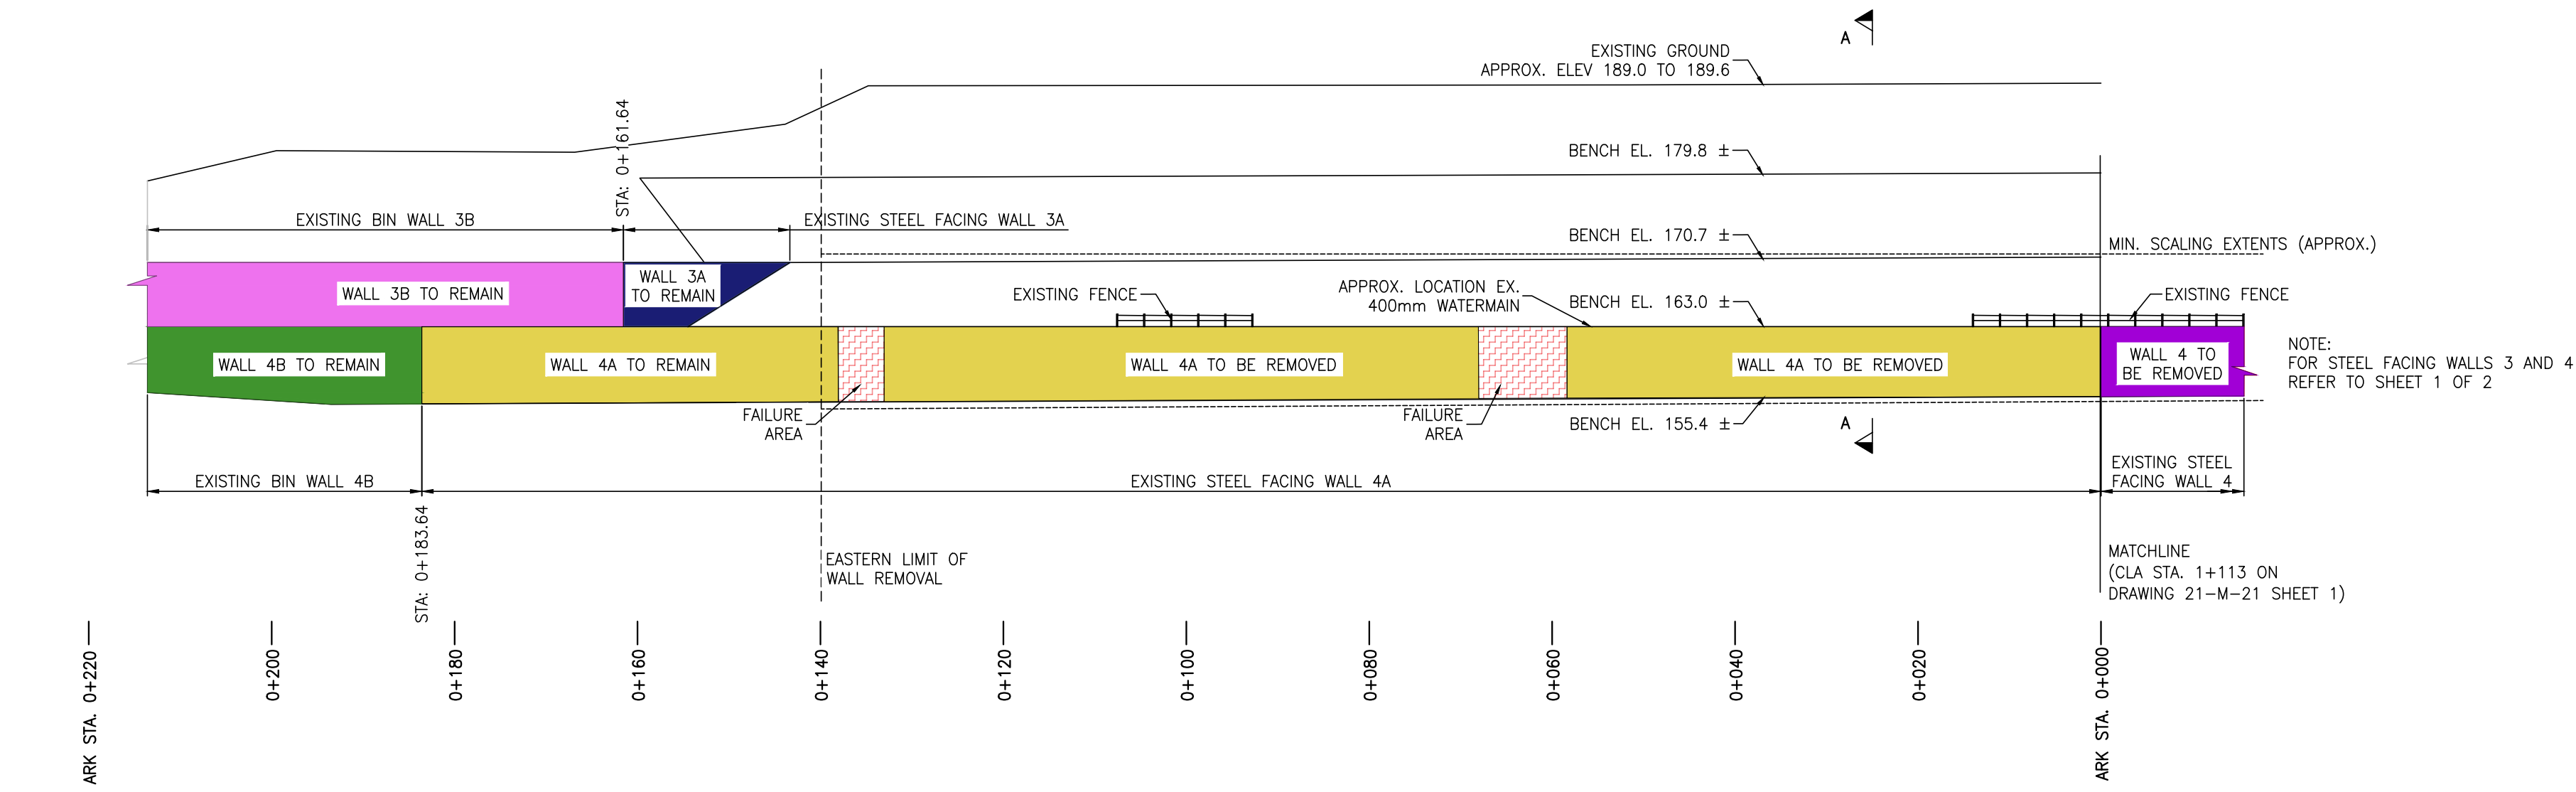 A
EXISTING GROUND
APPROX. ELEV 189.0 TO 189.6
STA: 0+161.64
BENCH EL. 179.8 ±
EXISTING BIN WALL 3B
EXISTING STEEL FACING WALL 3A
BENCH EL. 170.7 ±
MIN. SCALING EXTENTS (APPROX.)
WALL 3B TO REMAIN
WALL 3A
TO REMAIN
EXISTING FENCE
APPROX. LOCATION EX.
400mm WATERMAIN
BENCH EL. 163.0 ±
EXISTING FENCE
WALL 4B TO REMAIN
WALL 4A TO REMAIN
WALL 4A TO BE REMOVED
WALL 4A TO BE REMOVED
WALL 4 TO
BE REMOVED
NOTE:
FOR STEEL FACING WALLS 3 AND 4
REFER TO SHEET 1 OF 2
FAILURE
AREA
FAILURE
AREA
BENCH EL. 155.4 ±
A
EXISTING BIN WALL 4B
EXISTING STEEL FACING WALL 4A
EXISTING STEEL
FACING WALL 4
STA: 0+183.64
EASTERN LIMIT OF
WALL REMOVAL
MATCHLINE
(CLA STA. 1+113 ON
DRAWING 21-M-21 SHEET 1)
ARK STA. 0+220
0+200
0+180
0+160
0+140
0+120
0+100
0+080
0+060
0+040
0+020
ARK STA. 0+000